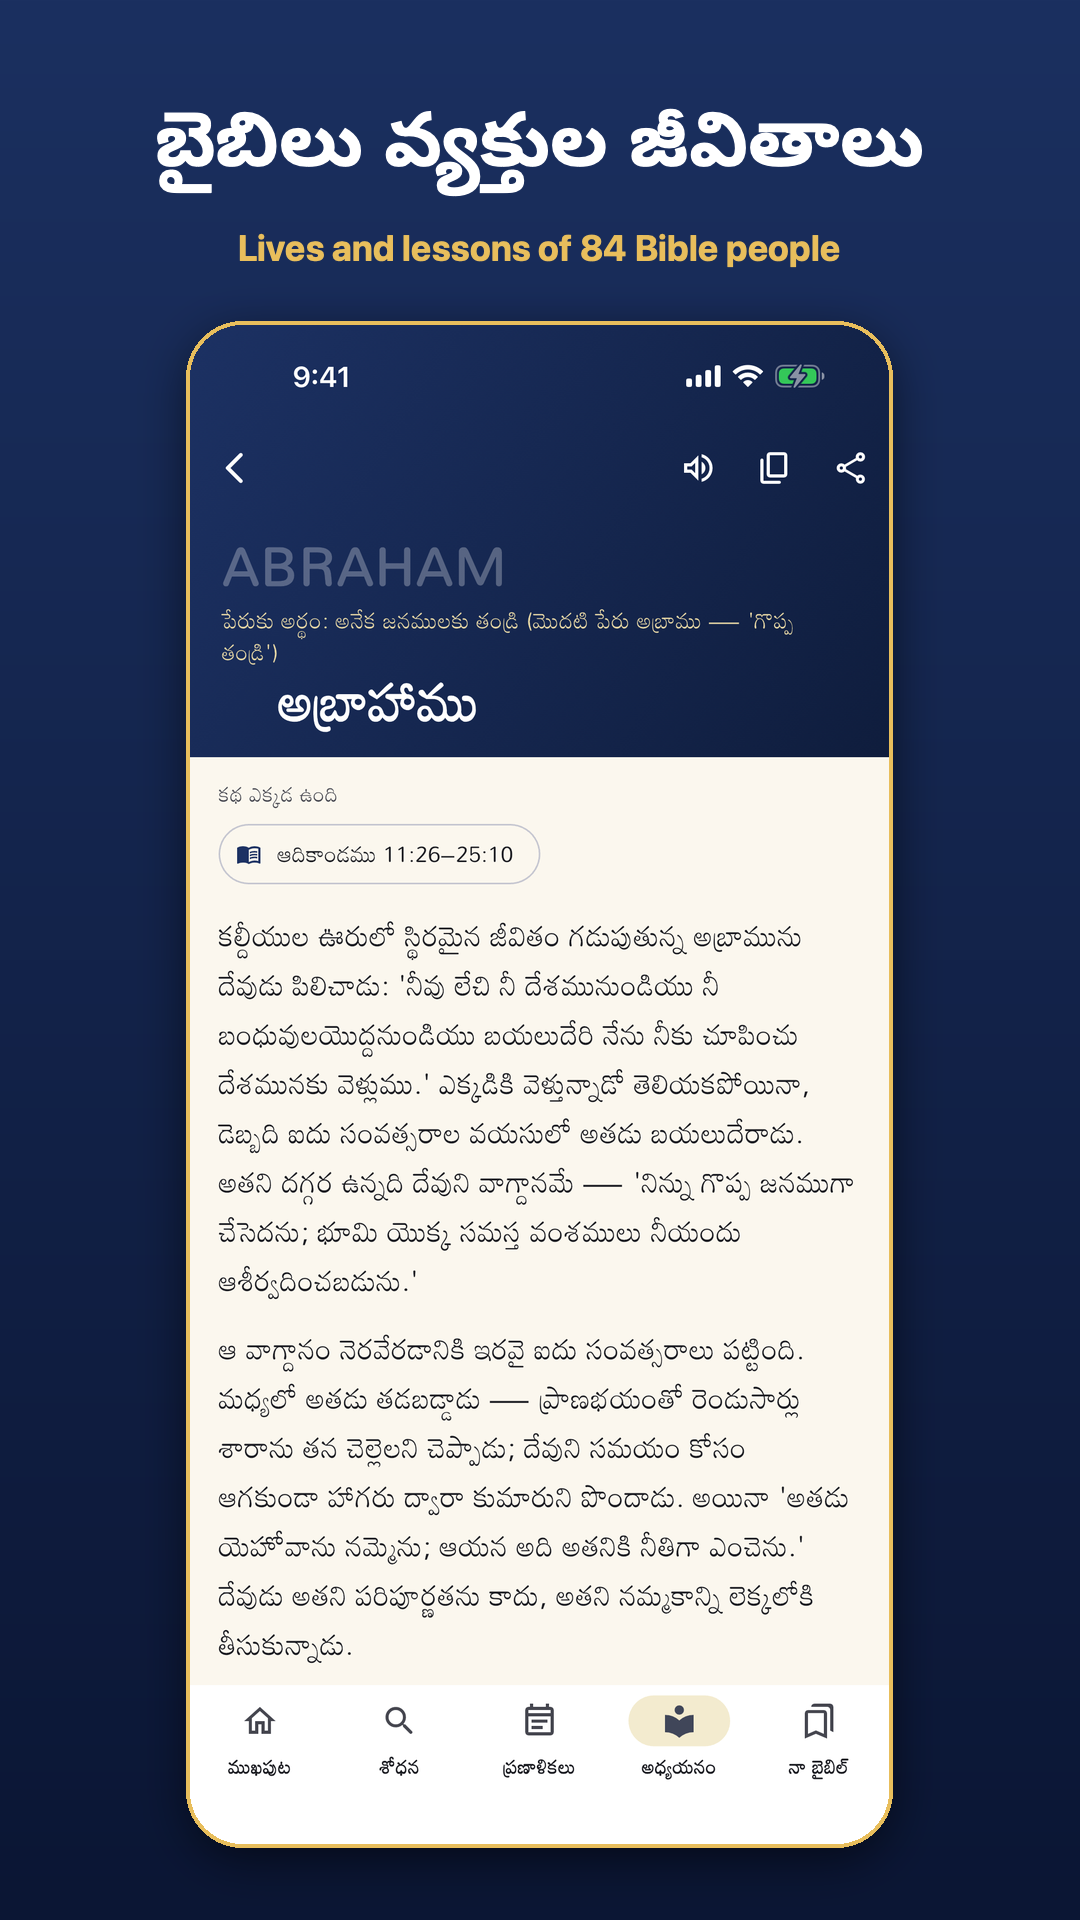 బైబిలు వ్యక్తుల జీవితాలు
Lives and lessons of 84 Bible people
9:41
ABRAHAM
పేరుకు అర్థం: అనేక జనములకు తండ్రి (మొదటి పేరు అబ్రాము — 'గొప్ప
తండ్రి')
అబ్రాహాము
కథ ఎక్కడ ఉంది
ఆదికాండము 11:26–25:10
కల్దీయుల ఊరులో స్థిరమైన జీవితం గడుపుతున్న అబ్రామును
దేవుడు పిలిచాడు: 'నీవు లేచి నీ దేశమునుండియు నీ
బంధువులయొద్దనుండియు బయలుదేరి నేను నీకు చూపించు
దేశమునకు వెళ్లుము.' ఎక్కడికి వెళ్తున్నాడో తెలియకపోయినా,
డెబ్బది ఐదు సంవత్సరాల వయసులో అతడు బయలుదేరాడు.
అతని దగ్గర ఉన్నది దేవుని వాగ్దానమే — 'నిన్ను గొప్ప జనముగా
చేసెదను; భూమి యొక్క సమస్త వంశములు నీయందు
ఆశీర్వదించబడును.'
ఆ వాగ్దానం నెరవేరడానికి ఇరవై ఐదు సంవత్సరాలు పట్టింది.
మధ్యలో అతడు తడబడ్డాడు — ప్రాణభయంతో రెండుసార్లు
శారాను తన చెల్లెలని చెప్పాడు; దేవుని సమయం కోసం
ఆగకుండా హాగరు ద్వారా కుమారుని పొందాడు. అయినా 'అతడు
యెహోవాను నమ్మెను; ఆయన అది అతనికి నీతిగా ఎంచెను.'
దేవుడు అతని పరిపూర్ణతను కాదు, అతని నమ్మకాన్ని లెక్కలోకి
తీసుకున్నాడు.
ముఖపుట
శోధన
ప్రణాళికలు
అధ్యయనం
నా బైబిల్